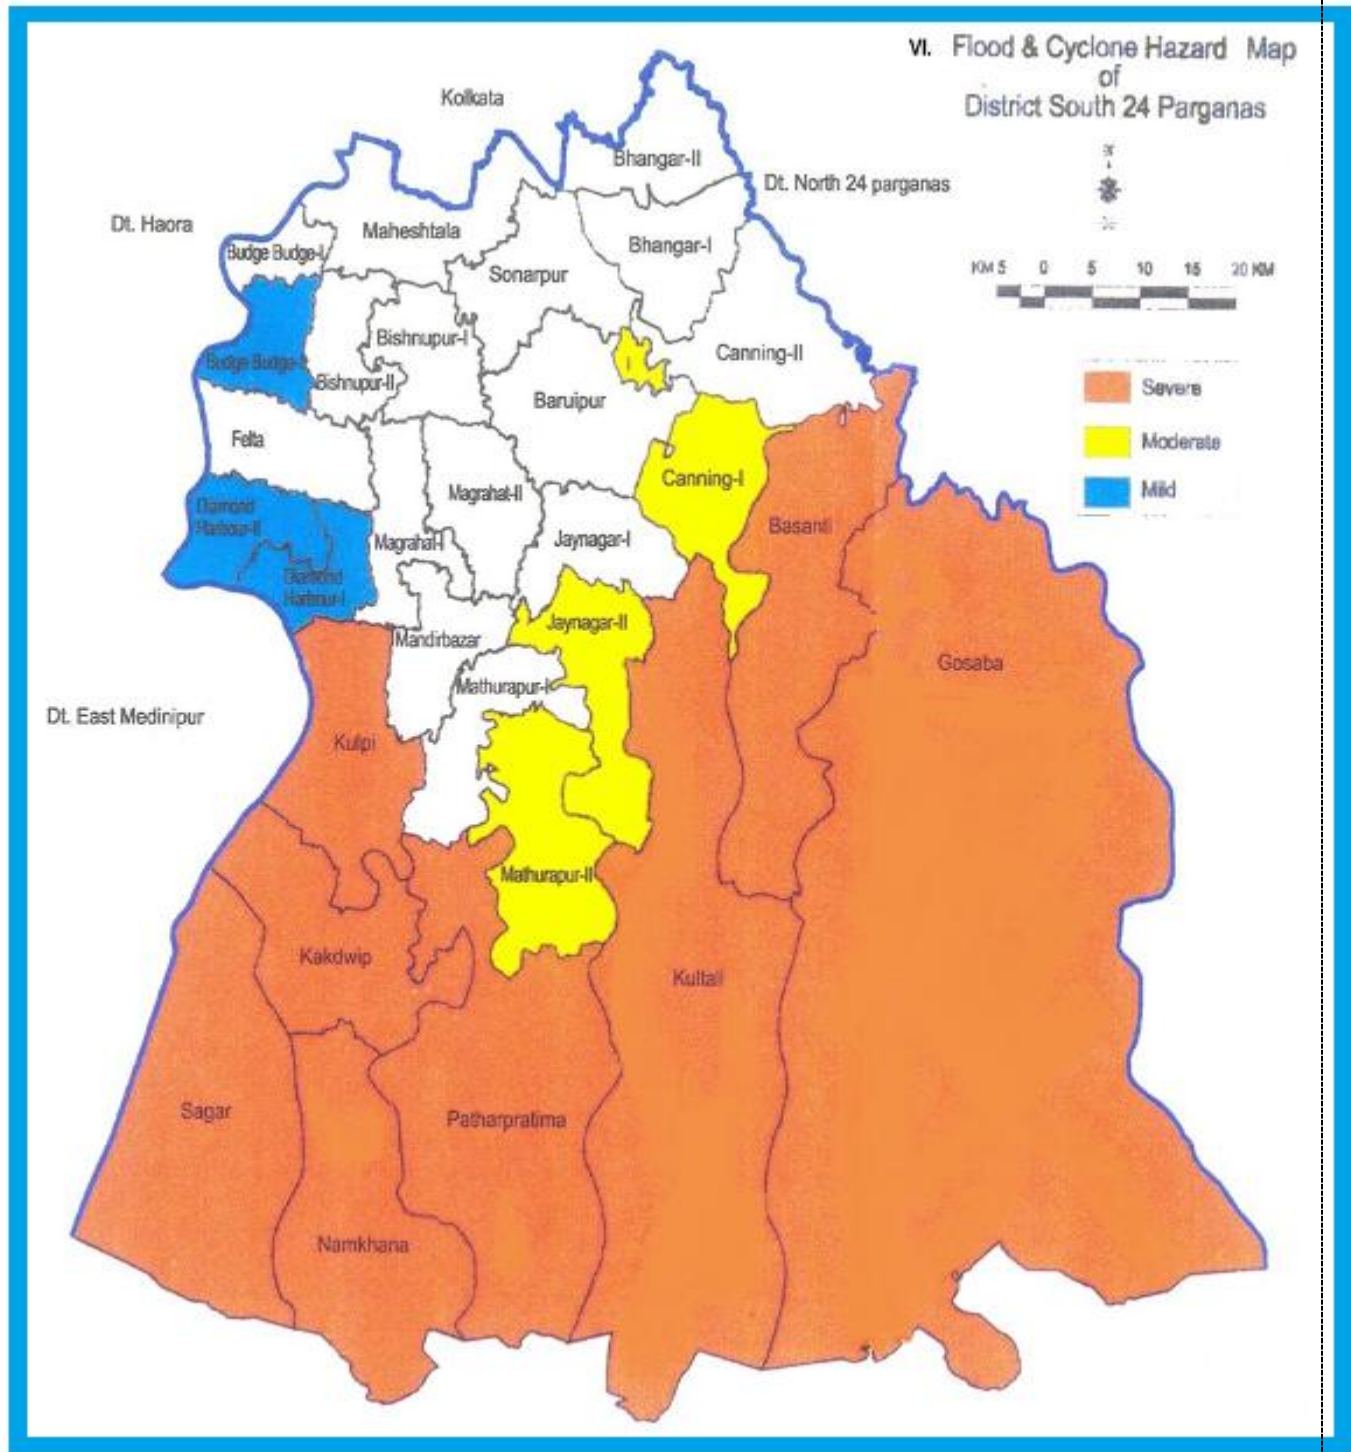 VI. Flood & Cyclone Hazard Map
of
District South 24 Parganas
Kolkata
Bhangar-II
Dt. North 24 parganas
Dt. Haora
Maheshtala
Bhangar-I
Budge Budge-I
Sonarpur
KM 5 0 5 10 15 20 KM
Bishnupur-I
Canning-II
Budge Budge-II
I
Bishnupur-II
Severe
Baruipur
Felta
Moderate
Canning-I
Magrahat-II
Mild
Diamond
Harbour-II
Basanti
Magrahat-I
Jaynagar-I
Diamond
Harbour-I
Jaynagar-II
Mandirbazar
Gosaba
Mathurapur-I
Dt. East Medinipur
Kulpi
Mathurapur-II
Kakdwip
Kultali
Sagar
Patharpratima
Namkhana